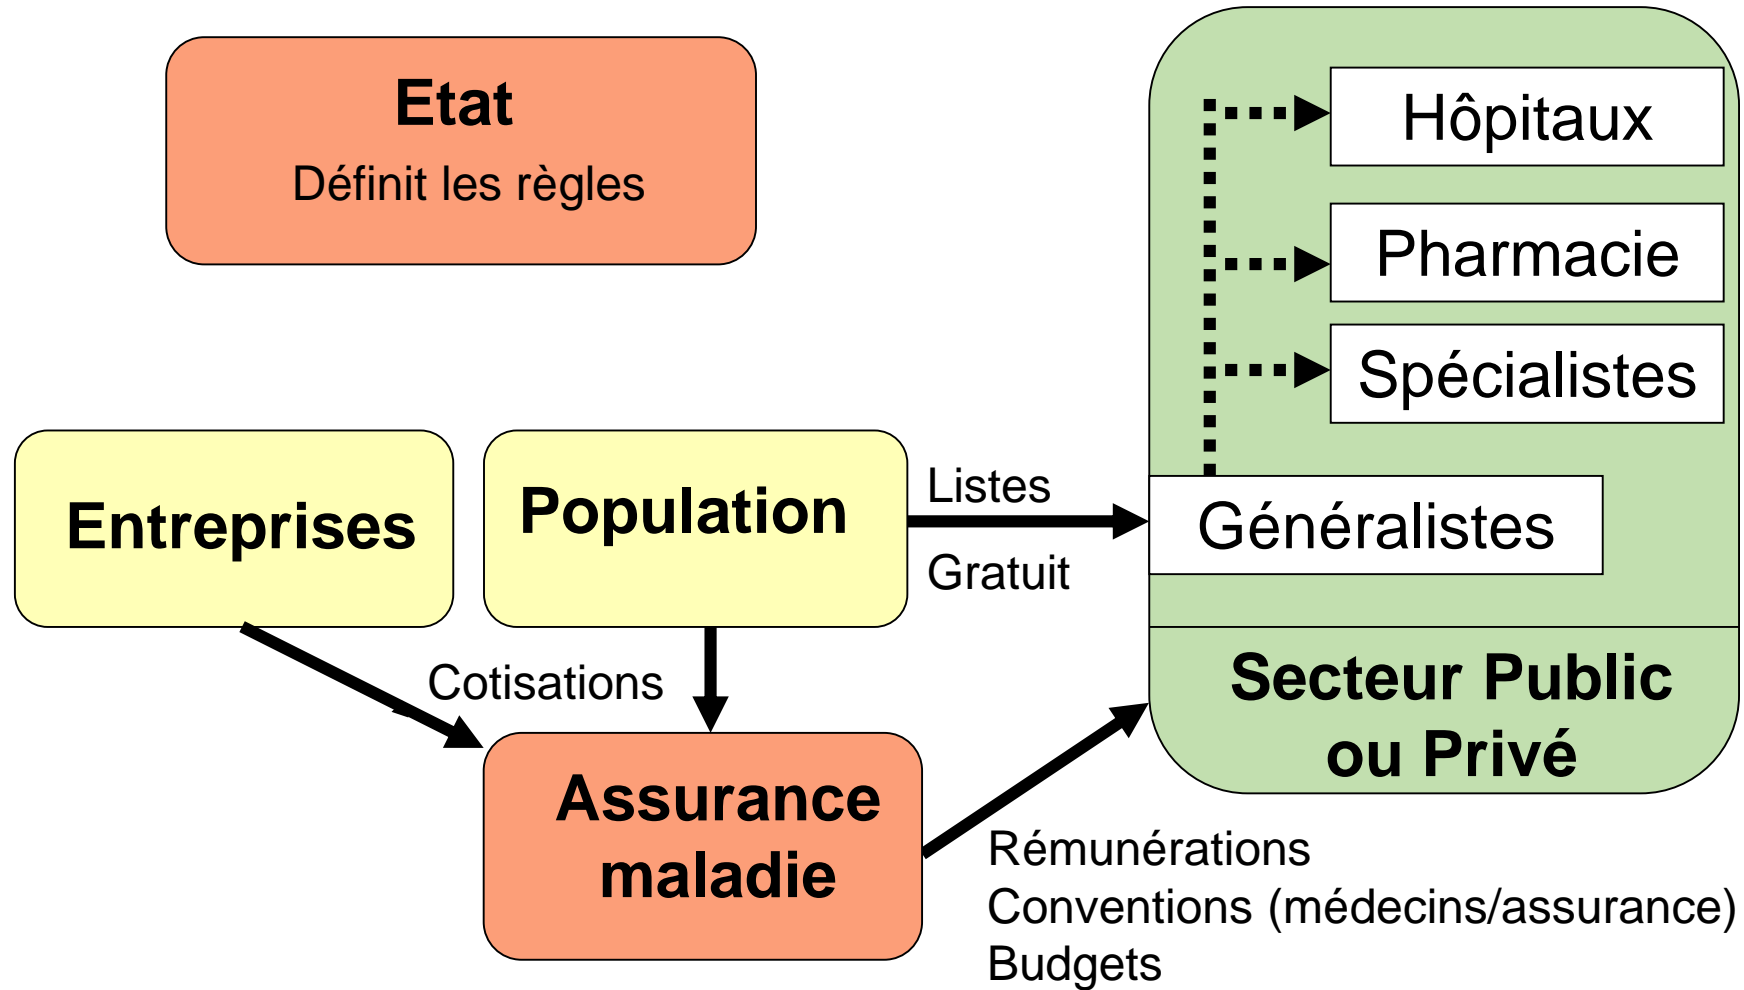 Etat
Définit les règles
Hôpitaux
Pharmacie
Spécialistes
Entreprises
Population
Listes
Gratuit
Généralistes
Cotisations
Secteur Public
ou Privé
Assurance
maladie
Rémunérations
Conventions (médecins/assurance)
Budgets